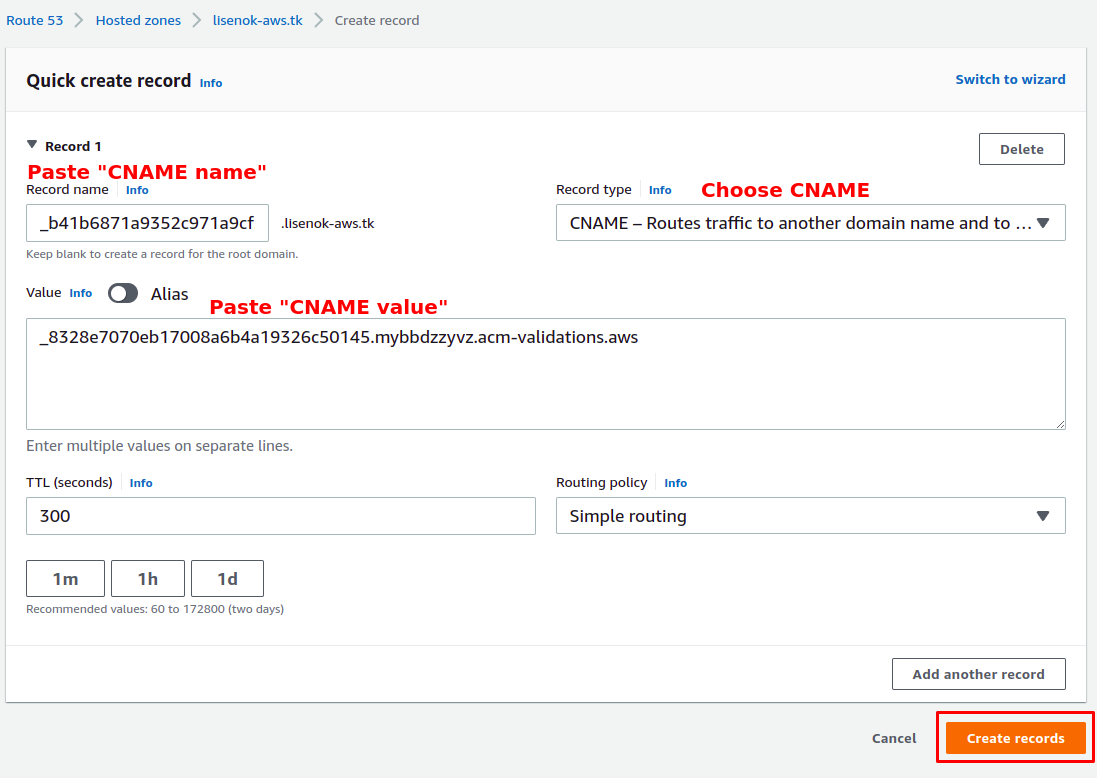 Route 53 > Hosted zones > lisenok-aws.tk > Create record
Quick create record Info
Switch to wizard
Record 1
Delete
Paste "CNAME name"
Record name Info
_b41b6871a9352c971a9cf .lisenok-aws.tk
Keep blank to create a record for the root domain.
Record type Info
Choose CNAME
CNAME – Routes traffic to another domain name and to ...
Value Info Alias
Paste "CNAME value"
_8328e7070eb17008a6b4a19326c50145.mybbdzzyvz.acm-validations.aws
Enter multiple values on separate lines.
TTL (seconds) Info
300
Routing policy Info
Simple routing
1m 1h 1d
Recommended values: 60 to 172800 (two days)
Add another record
Cancel
Create records